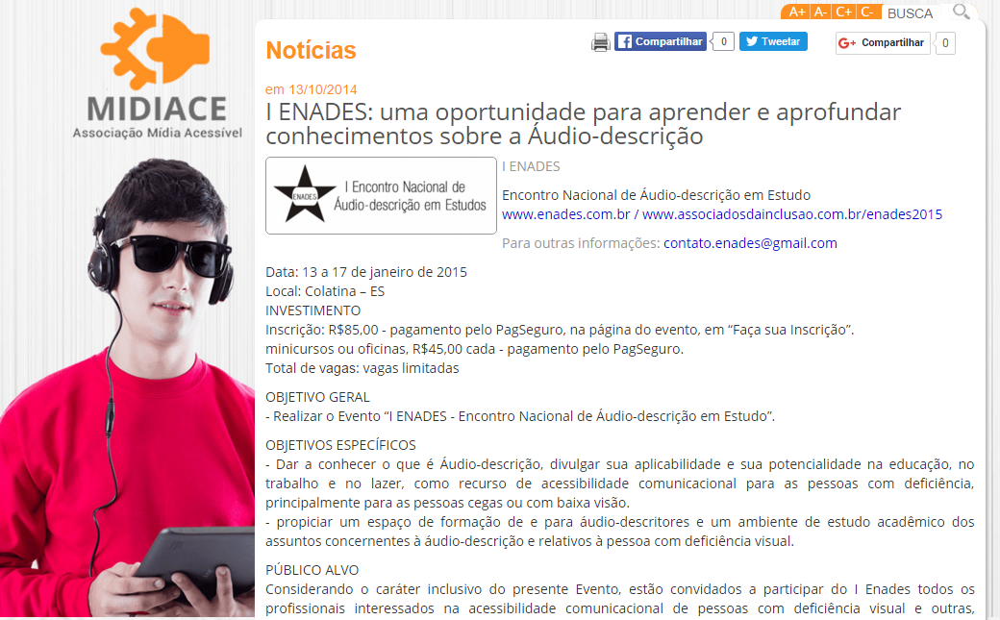 A+ A- C+ C- BUSCA
MIDIACE
Associação Mídia Acessível
Notícias
Compartilhar 0 Tweetar Compartilhar 0
em 13/10/2014
I ENADES: uma oportunidade para aprender e aprofundar
conhecimentos sobre a Áudio-descrição
ENADES
I Encontro Nacional de
Áudio-descrição em Estudos
I ENADES
Encontro Nacional de Áudio-descrição em Estudo
www.enades.com.br / www.associadosdainclusao.com.br/enades2015
Para outras informações: contato.enades@gmail.com
Data: 13 a 17 de janeiro de 2015
Local: Colatina – ES
INVESTIMENTO
Inscrição: R$85,00 - pagamento pelo PagSeguro, na página do evento, em “Faça sua Inscrição”.
minicursos ou oficinas, R$45,00 cada - pagamento pelo PagSeguro.
Total de vagas: vagas limitadas
OBJETIVO GERAL
- Realizar o Evento “I ENADES - Encontro Nacional de Áudio-descrição em Estudo”.
OBJETIVOS ESPECÍFICOS
- Dar a conhecer o que é Áudio-descrição, divulgar sua aplicabilidade e sua potencialidade na educação, no
trabalho e no lazer, como recurso de acessibilidade comunicacional para as pessoas com deficiência,
principalmente para as pessoas cegas ou com baixa visão.
- propiciar um espaço de formação de e para áudio-descritores e um ambiente de estudo acadêmico dos
assuntos concernentes à áudio-descrição e relativos à pessoa com deficiência visual.
PÚBLICO ALVO
Considerando o caráter inclusivo do presente Evento, estão convidados a participar do I Enades todos os
profissionais interessados na acessibilidade comunicacional de pessoas com deficiência visual e outras,